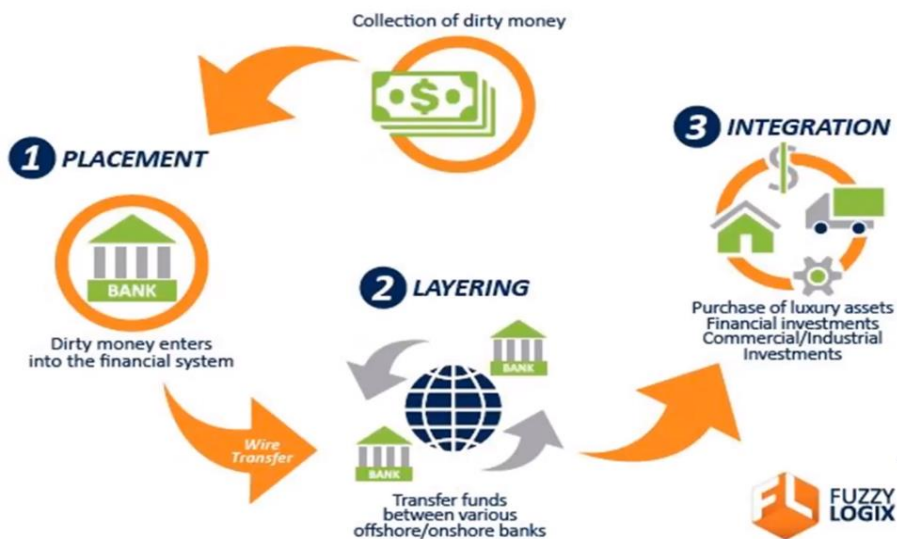 Collection of dirty money
1 PLACEMENT
BANK
Dirty money enters
into the financial system
Wire
Transfer
2 LAYERING
BANK
BANK
Transfer funds
between various
offshore/onshore banks
3 INTEGRATION
$
Purchase of luxury assets
Financial investments
Commercial/Industrial
Investments
FL
FUZZY
LOGIX